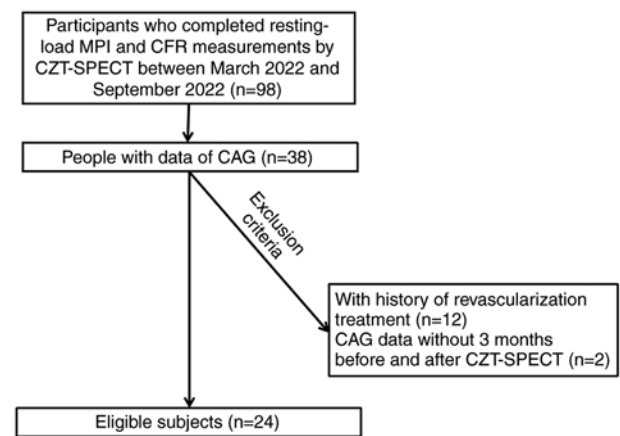 Participants who completed resting-
load MPI and CFR measurements by
CZT-SPECT between March 2022 and
September 2022 (n=98)
People with data of CAG (n=38)
Exclusion
criteria
With history of revascularization
treatment (n=12)
CAG data without 3 months
before and after CZT-SPECT (n=2)
Eligible subjects (n=24)